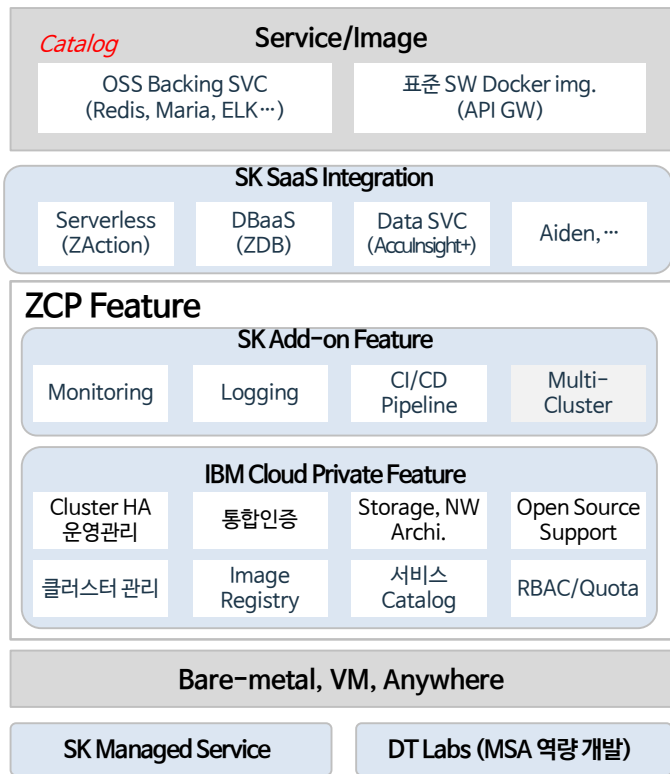 Catalog
Service/Image
OSS Backing SVC
(Redis, Maria, ELK⋯)
표준 SW Docker img.
(API GW)
SK SaaS Integration
Serverless
(ZAction)
DBaaS
(ZDB)
Data SVC
(AccuInsight+)
Aiden,⋯
ZCP Feature
SK Add-on Feature
Monitoring
Logging
CI/CD
Pipeline
Multi-
Cluster
IBM Cloud Private Feature
Cluster HA
운영관리
통합인증
Storage, NW
Archi.
Open Source
Support
클러스터 관리
Image
Registry
서비스
Catalog
RBAC/Quota
Bare-metal, VM, Anywhere
SK Managed Service
DT Labs (MSA 역량 개발)